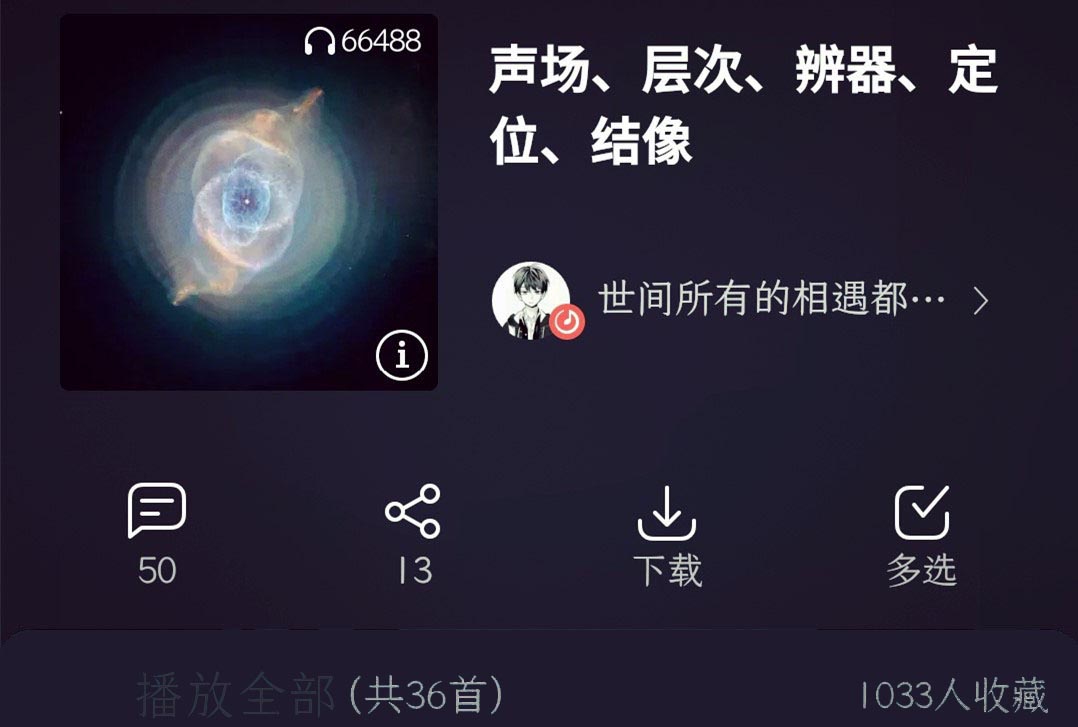 66488
声场、层次、辨器、定
位、结像
世间所有的相遇都…
50
13
下载
多选
播放全部(共36首)
1033人收藏